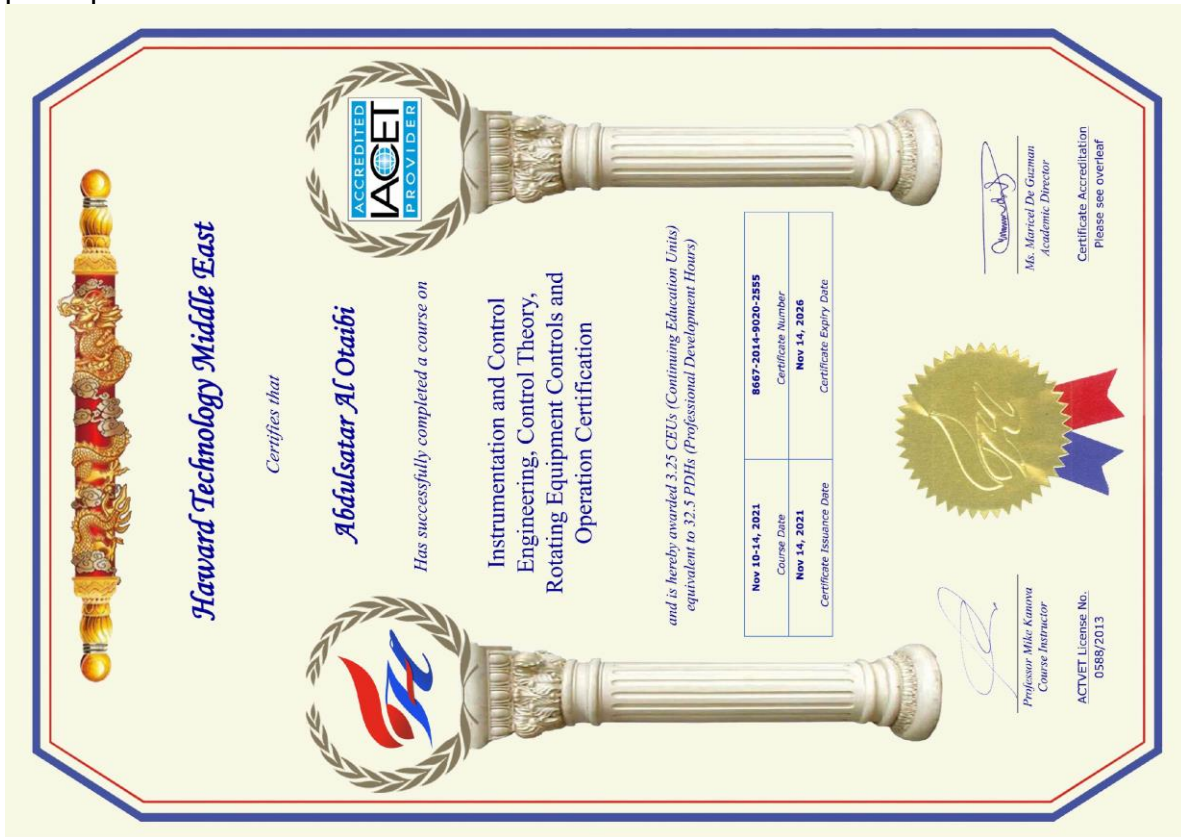 Haward Technology Middle East
Certifies that
Abdulsatar Al Otaibi
Has successfully completed a course on
Instrumentation and Control
Engineering, Control Theory,
Rotating Equipment Controls and
Operation Certification
and is hereby awarded 3.25 CEUs (Continuing Education Units)
equivalent to 32.5 PDHs (Professional Development Hours)
Nov 10-14, 2021
Course Date
8667-2014-9020-2555
Certificate Number
Nov 14, 2021
Certificate Issuance Date
Nov 14, 2026
Certificate Expiry Date
Professor Mike Kanova
Course Instructor
ACTVET License No.
0588/2013
Ms. Maricel De Guzman
Academic Director
Certificate Accreditation
Please see overleaf
ACCREDITED
IACET
PROVIDER